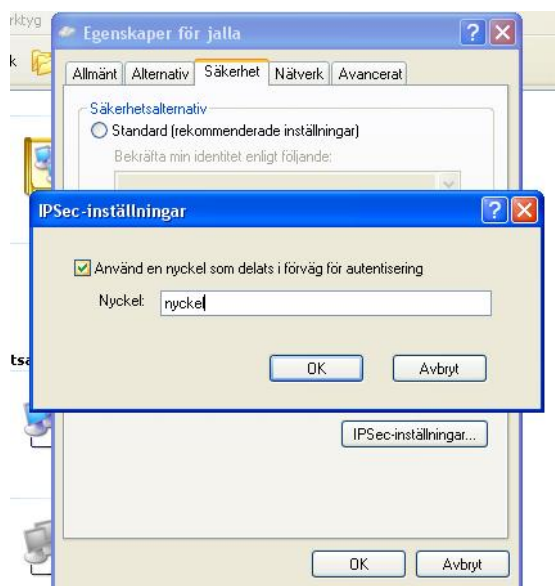 rktyg
Egenskaper för jalla
k
Allmänt Alternativ Säkerhet Nätverk Avancerat
Säkerhetsalternativ
Standard (rekommenderade inställningar)
Bekräfta min identitet enligt följande:
IPSec-inställningar
Använd en nyckel som delats i förväg för autentisering
Nyckel: nyckel
OK Avbryt
tsa
IPSec-inställningar...
OK Avbryt